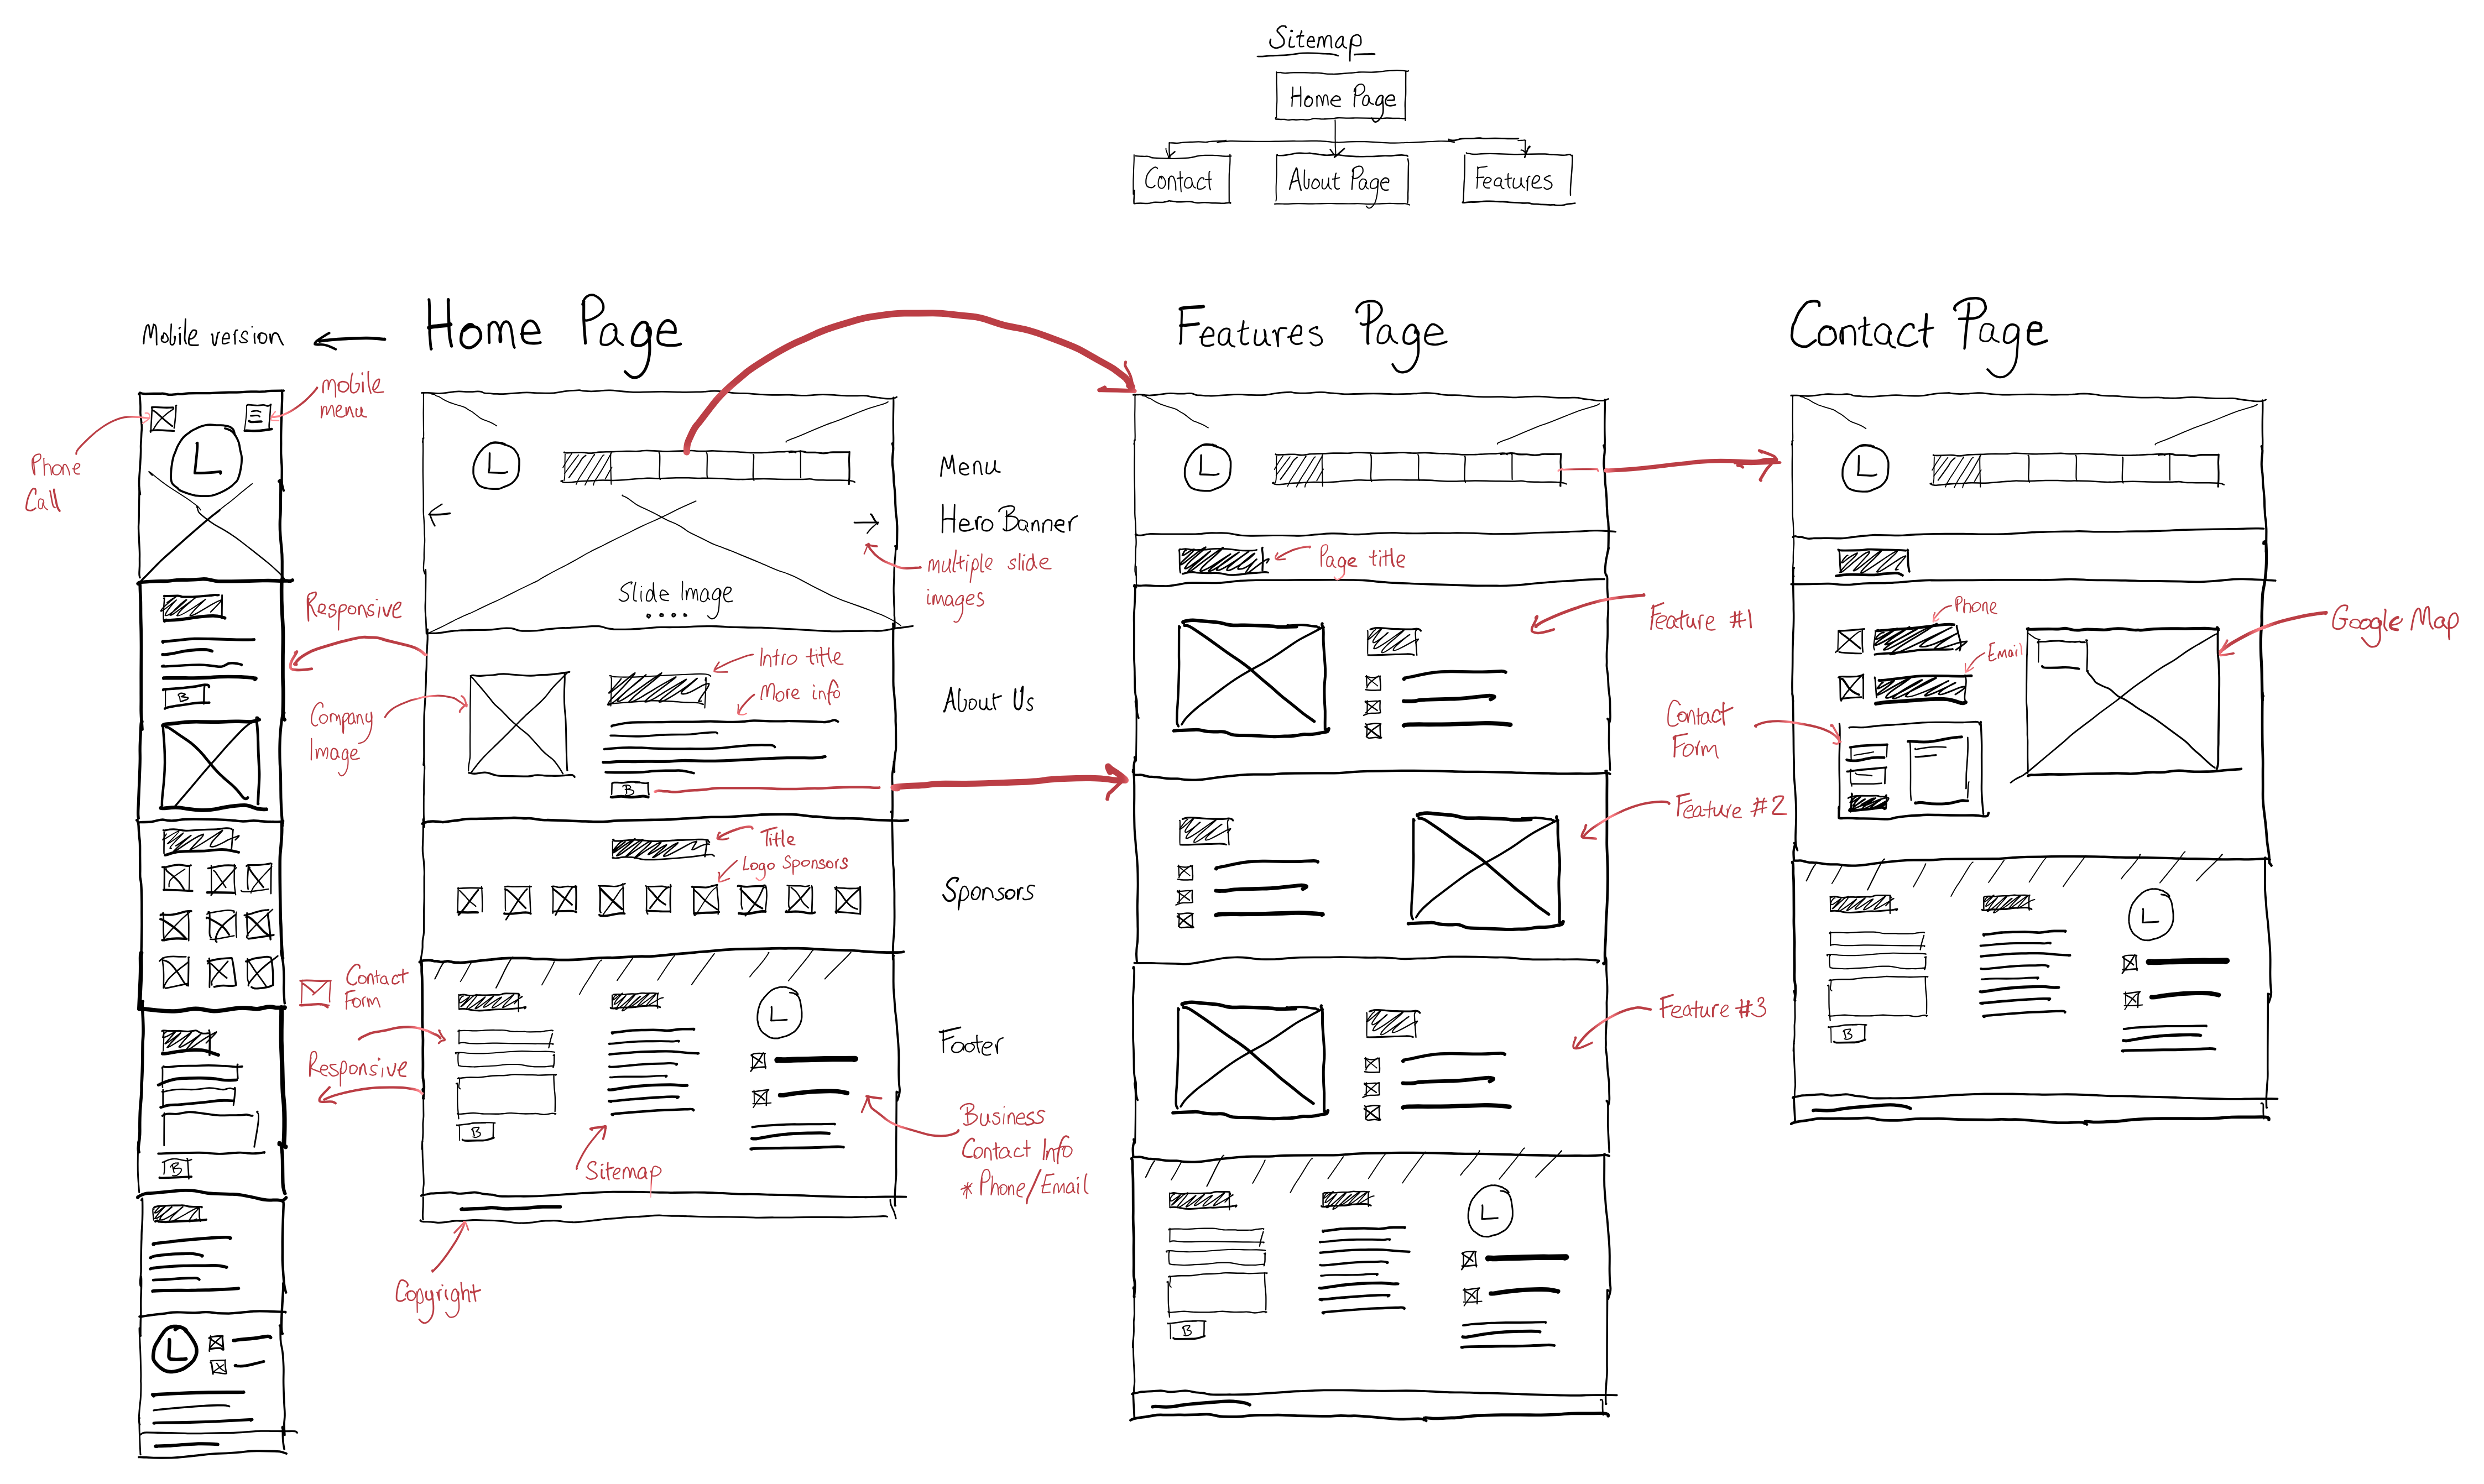 Sitemap
Home Page
Contact
About Page
Features
Mobile version
Home Page
Features Page
Contact Page
mobile
menu
Phone
Call
L
L
L
L
Menu
Hero Banner
multiple slide
images
Slide Image
Page title
Responsive
Intro title
More info
Company
Image
B
B
About Us
Feature #1
Phone
Email
Google Map
Contact
Form
Feature #2
Title
Logo Sponsors
Sponsors
Contact
Form
Responsive
L
B
B
Sitemap
Footer
Business
Contact Info
* Phone/Email
Feature #3
L
B
Copyright
L
B
L